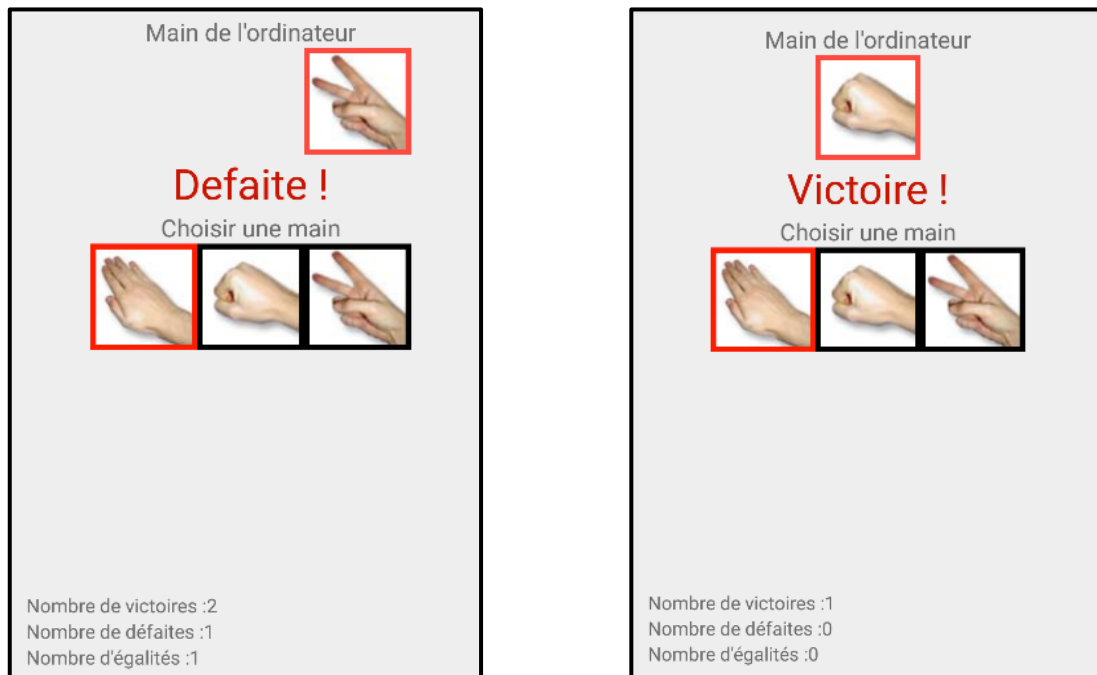 Main de l'ordinateur
Defaite !
Choisir une main
Nombre de victoires :2
Nombre de défaites :1
Nombre d'égalités :1
Main de l'ordinateur
Victoire !
Choisir une main
Nombre de victoires :1
Nombre de défaites :0
Nombre d'égalités :0